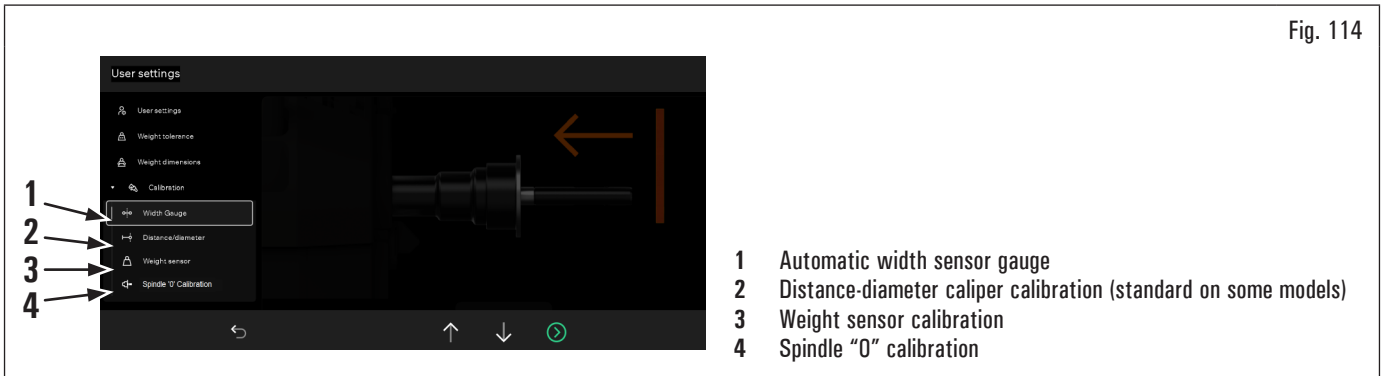 Fig. 114
User settings
User settings
Weight tolerance
Weight dimensions
Calibration
1 Width Gauge
2 Distance/diameter
3 Weight sensor
4 Spindle '0' Calibration
1 Automatic width sensor gauge
2 Distance-diameter caliper calibration (standard on some models)
3 Weight sensor calibration
4 Spindle “0” calibration